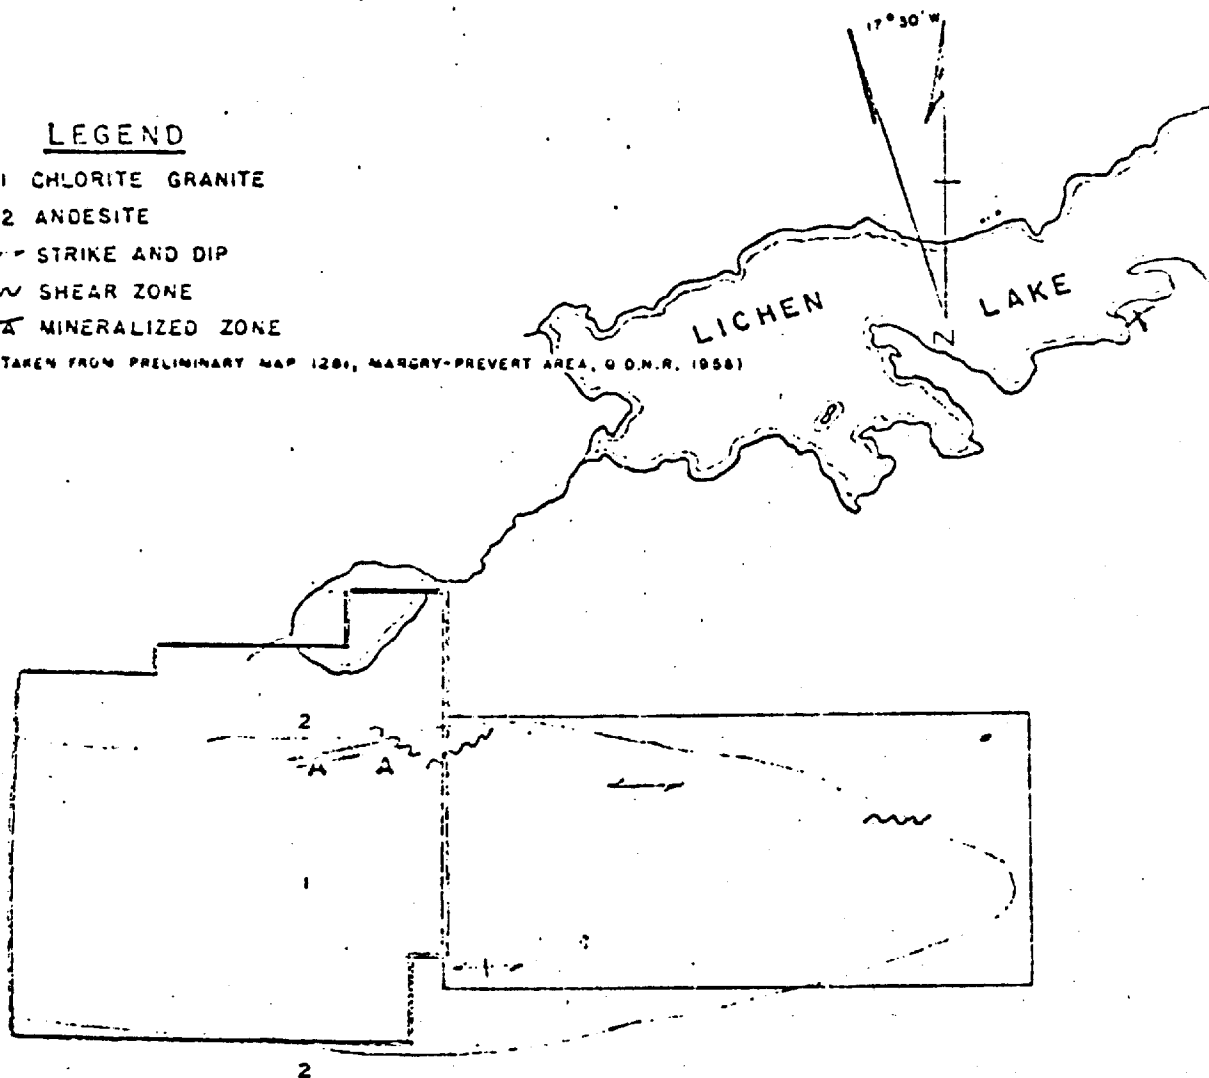 17°30'W
LEGEND
1 CHLORITE GRANITE
2 ANDESITE
STRIKE AND DIP
SHEAR ZONE
A MINERALIZED ZONE
TAKEN FROM PRELIMINARY MAP 1281, MARGRY-PREVERT AREA, Q.D.N.R. 1958)
LICHEN LAKE
N
8
2
A A
1
2